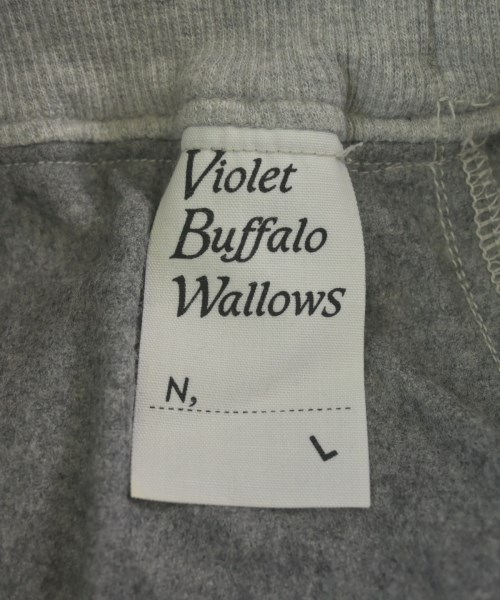 Violet
Buffalo
Wallows
N,
L